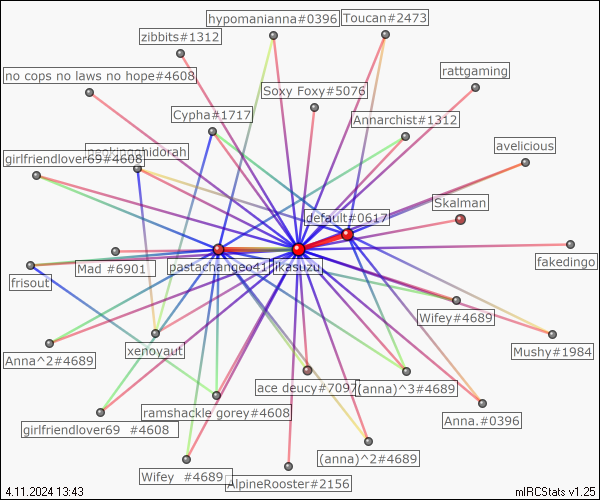 hypomanianna#0396
Toucan#2473
zibbits#1312
no cops no laws no hope#4608
rattgaming
Soxy Foxy#5076
Cypha#1717
Annarchist#1312
avelicious
girlfriendlover69#4608
Skalman
default#0617
pastachangeo41
ikasuzu
Mad #6901
fakedingo
frisout
Wifey#4689
Anna^2#4689
xenoyaut
Mushy#1984
ace deucy#7097
(anna)^3#4689
ramshackle gorey#4608
Anna.#0396
girlfriendlover69 #4608
(anna)^2#4689
Wifey #4689
AlpineRooster#2156
4.11.2024 13:43
mIRCStats v1.25